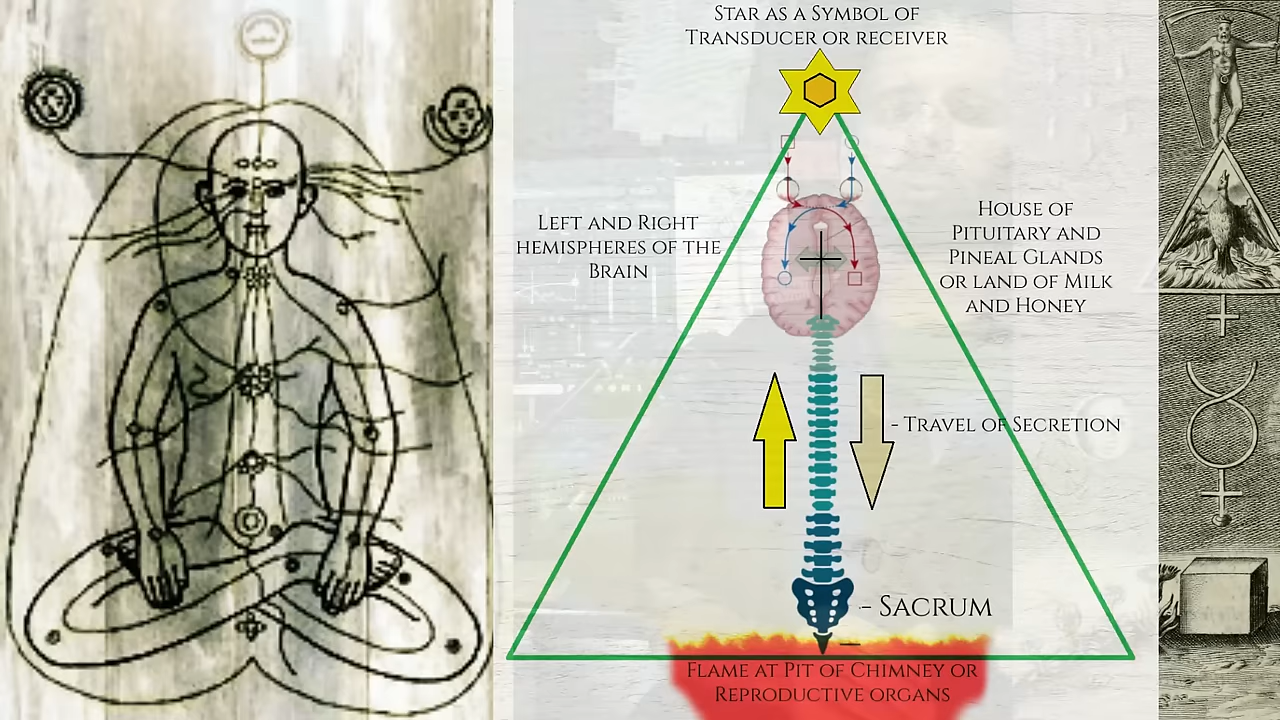 Star as a Symbol of
Transducer or receiver
Left and Right
hemispheres of the
Brain
House of
Pituitary and
Pineal Glands
or land of Milk
and Honey
- Travel of Secretion
- Sacrum
Flame at Pit of Chimney or
Reproductive organs